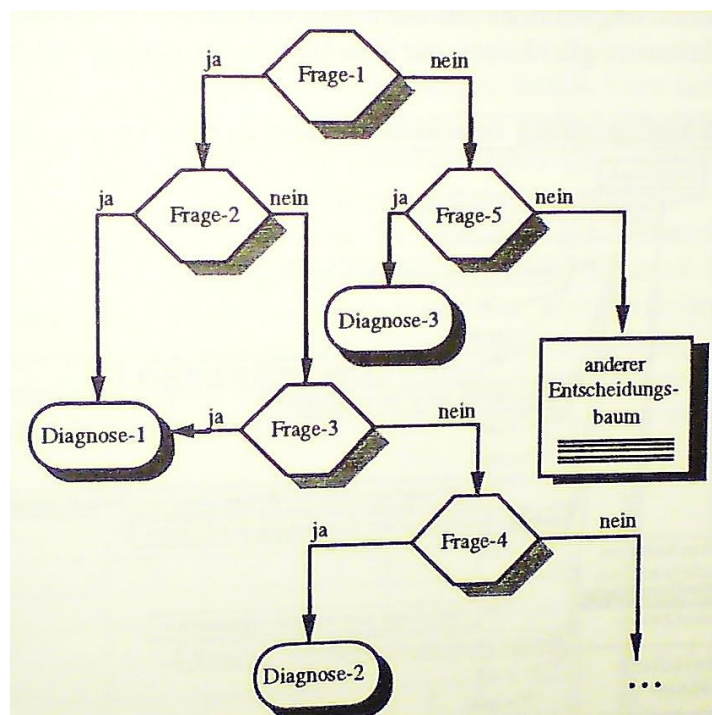 ja
Frage-1
nein
ja
Frage-2
nein
ja
Frage-5
nein
Diagnose-3
anderer
Entscheidungs-
baum
Diagnose-1
ja
Frage-3
nein
ja
Frage-4
nein
Diagnose-2
...